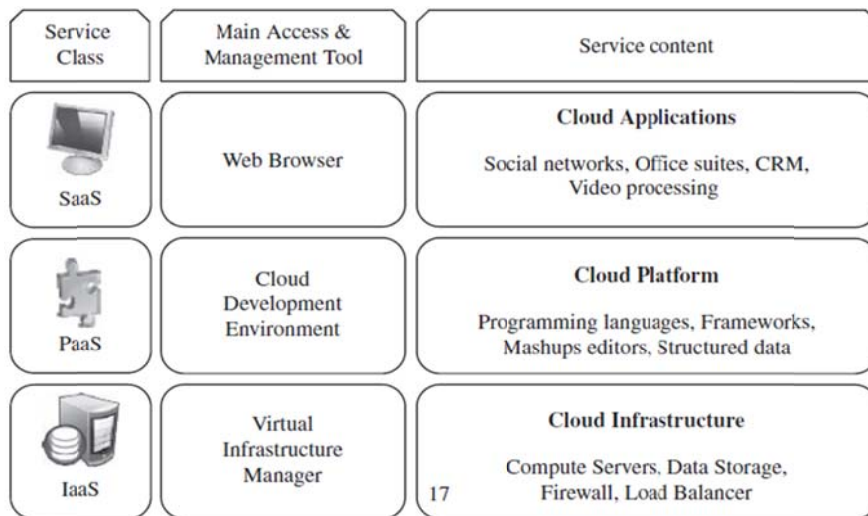 Service
Class
Main Access &
Management Tool
Service content
SaaS
Web Browser
Cloud Applications
Social networks, Office suites, CRM,
Video processing
PaaS
Cloud
Development
Environment
Cloud Platform
Programming languages, Frameworks,
Mashups editors, Structured data
IaaS
Virtual
Infrastructure
Manager
17
Cloud Infrastructure
Compute Servers, Data Storage,
Firewall, Load Balancer